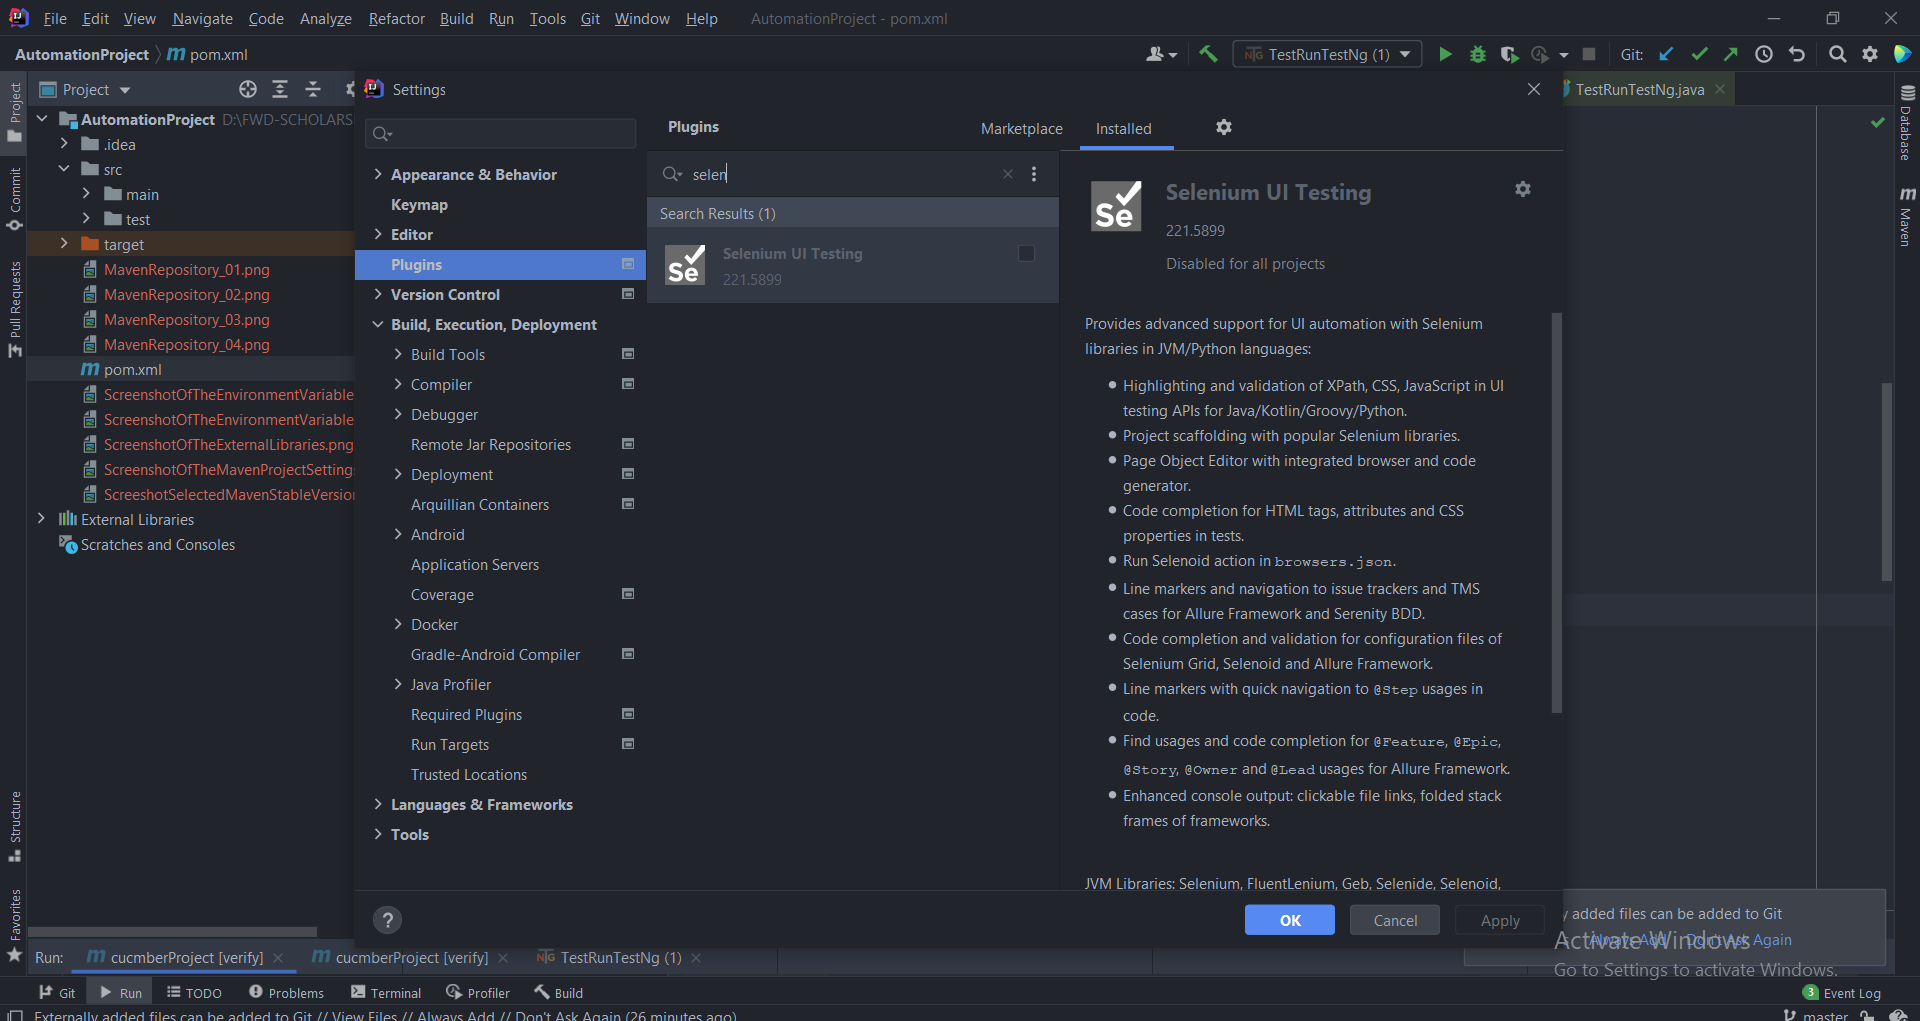 File Edit View Navigate Code Analyze Refactor Build Run Tools Git Window Help AutomationProject - pom.xml
AutomationProject m pom.xml TestRunTestNg (1) Git:
Project Settings TestRunTestNg.java
AutomationProject D:\FWD-SCHOLARS
.idea
src
main
test
target
MavenRepository_01.png
MavenRepository_02.png
MavenRepository_03.png
MavenRepository_04.png
m pom.xml
ScreenshotOfTheEnvironmentVariable
ScreenshotOfTheEnvironmentVariable
ScreenshotOfTheExternalLibraries.png
ScreenshotOfTheMavenProjectSetting
ScreeshotSelectedMavenStableVersion
External Libraries
Scratches and Consoles
Project
Commit
Pull Requests
Structure
Favorites
Appearance & Behavior
Keymap
Editor
Plugins
Version Control
Build, Execution, Deployment
Build Tools
Compiler
Debugger
Remote Jar Repositories
Deployment
Arquillian Containers
Android
Application Servers
Coverage
Docker
Gradle-Android Compiler
Java Profiler
Required Plugins
Run Targets
Trusted Locations
Languages & Frameworks
Tools
Plugins Marketplace Installed
selen
Search Results (1)
Se Selenium UI Testing
221.5899
Se Selenium UI Testing
221.5899
Disabled for all projects
Provides advanced support for UI automation with Selenium
libraries in JVM/Python languages:
Highlighting and validation of XPath, CSS, JavaScript in UI
testing APIs for Java/Kotlin/Groovy/Python.
Project scaffolding with popular Selenium libraries.
Page Object Editor with integrated browser and code
generator.
Code completion for HTML tags, attributes and CSS
properties in tests.
Run Selenoid action in browsers.json.
Line markers and navigation to issue trackers and TMS
cases for Allure Framework and Serenity BDD.
Code completion and validation for configuration files of
Selenium Grid, Selenoid and Allure Framework.
Line markers with quick navigation to @Step usages in
code.
Find usages and code completion for @Feature, @Epic,
@Story, @Owner and @Lead usages for Allure Framework.
Enhanced console output: clickable file links, folded stack
frames of frameworks.
JVM Libraries: Selenium, FluentLenium, Geb, Selenide, Selenoid,
? OK Cancel Apply
Database
m Maven
y added files can be added to Git
Always Add Don't Ask Again
Activate Windows
Go to Settings to activate Windows.
Run: m cucmberProject [verify] m cucmberProject [verify] TestRunTestNg (1)
Git Run TODO Problems Terminal Profiler Build 3 Event Log
Externally added files can be added to Git // View Files // Always Add // Don't Ask Again (26 minutes ago) master